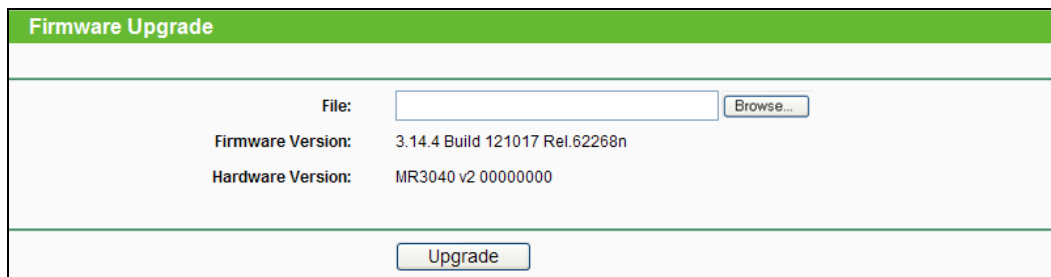 Firmware Upgrade
File: Browse...
Firmware Version: 3.14.4 Build 121017 Rel.62268n
Hardware Version: MR3040 v2 00000000
Upgrade